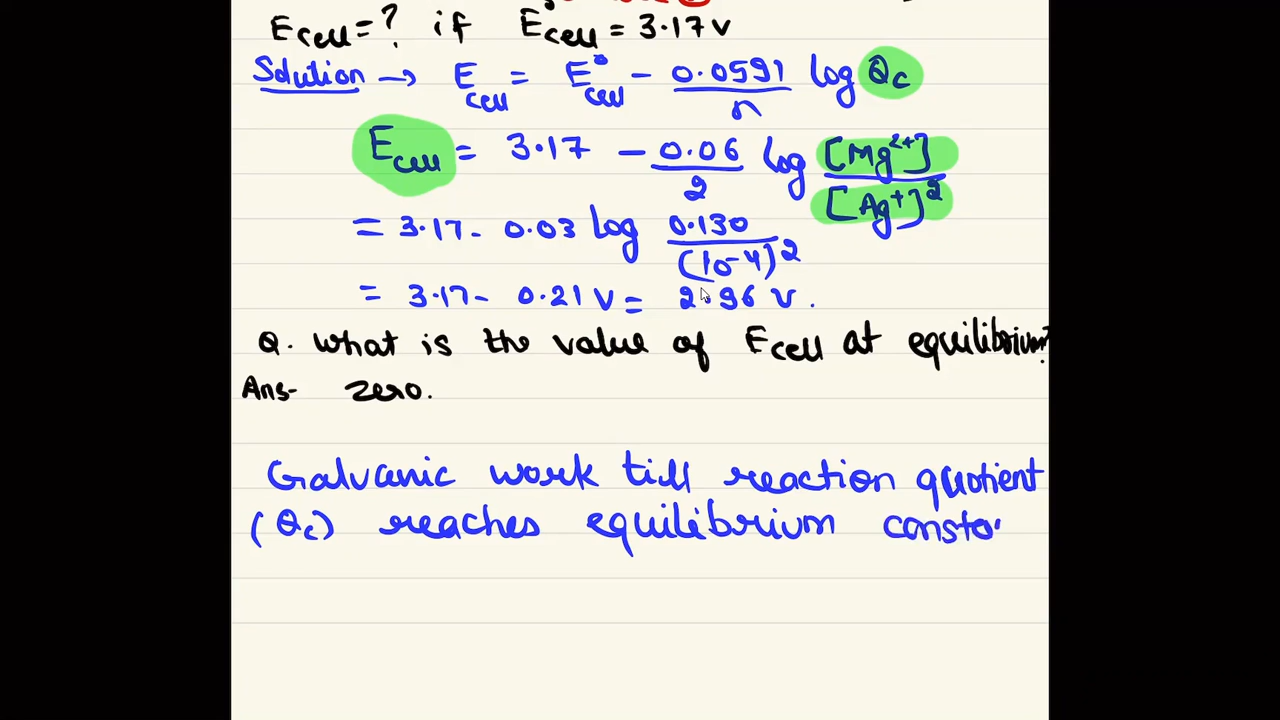 Ecell = ? if E°cell = 3.17 V
Solution → Ecell = E°cell - 0.0591/n log Qc
Ecell = 3.17 - 0.06/2 log [Mg²⁺]/[Ag⁺]²
= 3.17 - 0.03 log 0.130/(10⁻⁴)²
= 3.17 - 0.21 V = 2.96 V.
Q. What is the value of Ecell at equilibrium?
Ans- zero.
Galvanic work till reaction quotient
(Qc) reaches equilibrium